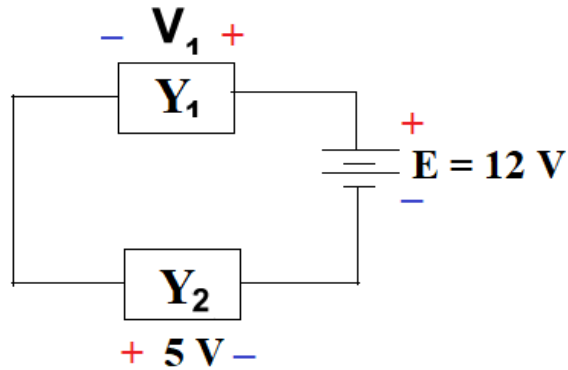 – V₁ +
Y₁
+
E = 12 V
–
Y₂
+ 5 V –